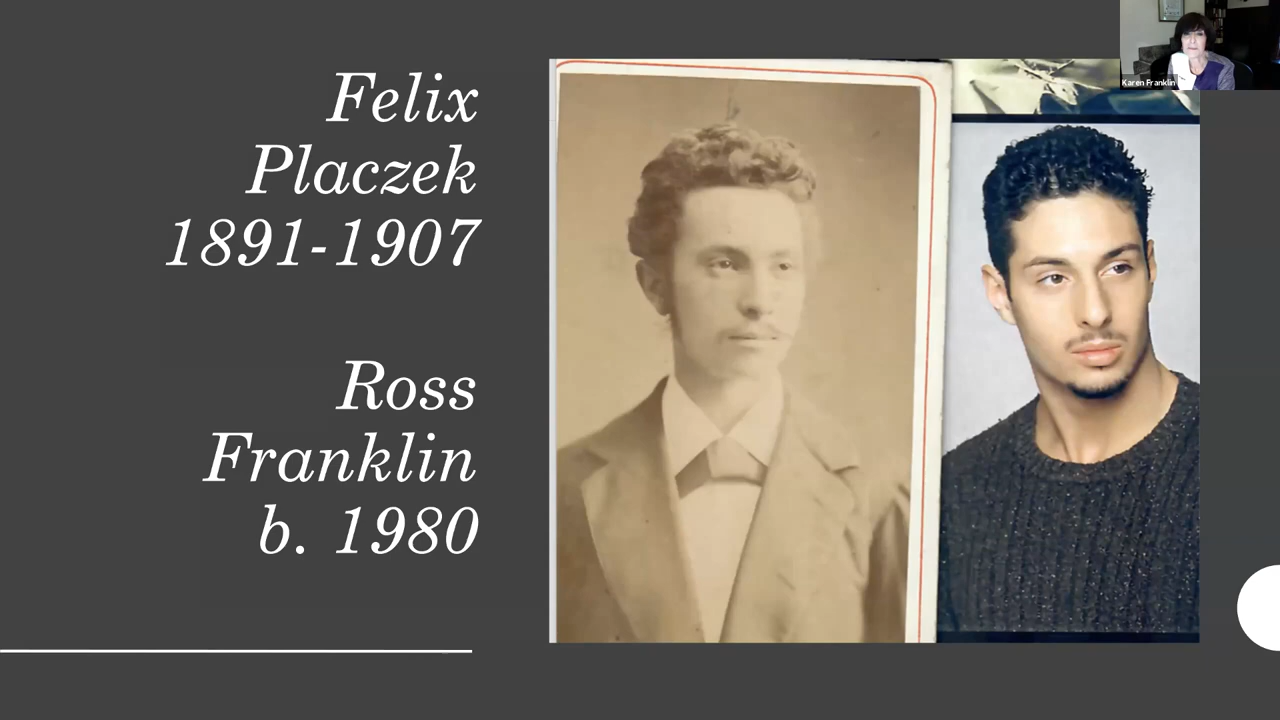 Felix
Placzek
1891-1907
Ross
Franklin
b. 1980
Karen Franklin